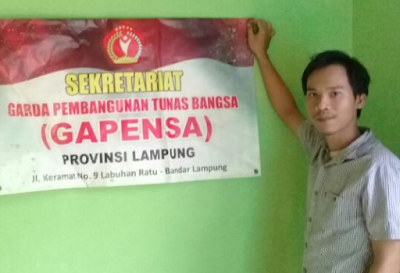 SEKRETARIAT
GARDA PEMBANGUNAN TUNAS BANGSA
(GAPENSA)
PROVINSI LAMPUNG
Jl. Keramat No. 9 Labuhan Ratu - Bandar Lampung